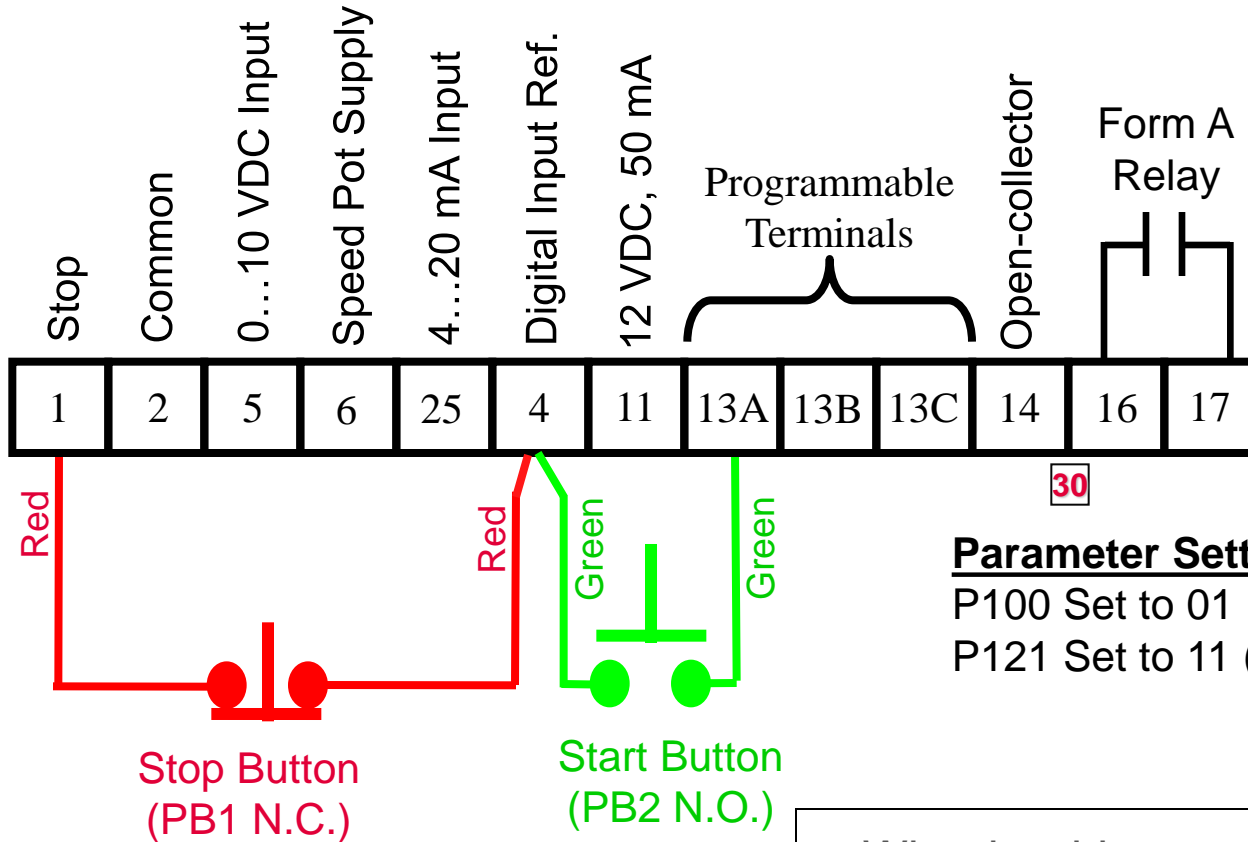 Stop
Common
0…10 VDC Input
Speed Pot Supply
4…20 mA Input
Digital Input Ref.
12 VDC, 50 mA
Programmable
Terminals
Open-collector
Form A
Relay
1 2 5 6 25 4 11 13A 13B 13C 14 16 17
30
Red
Red
Green
Green
Parameter Sett
P100 Set to 01
P121 Set to 11 (
Stop Button
(PB1 N.C.)
Start Button
(PB2 N.O.)